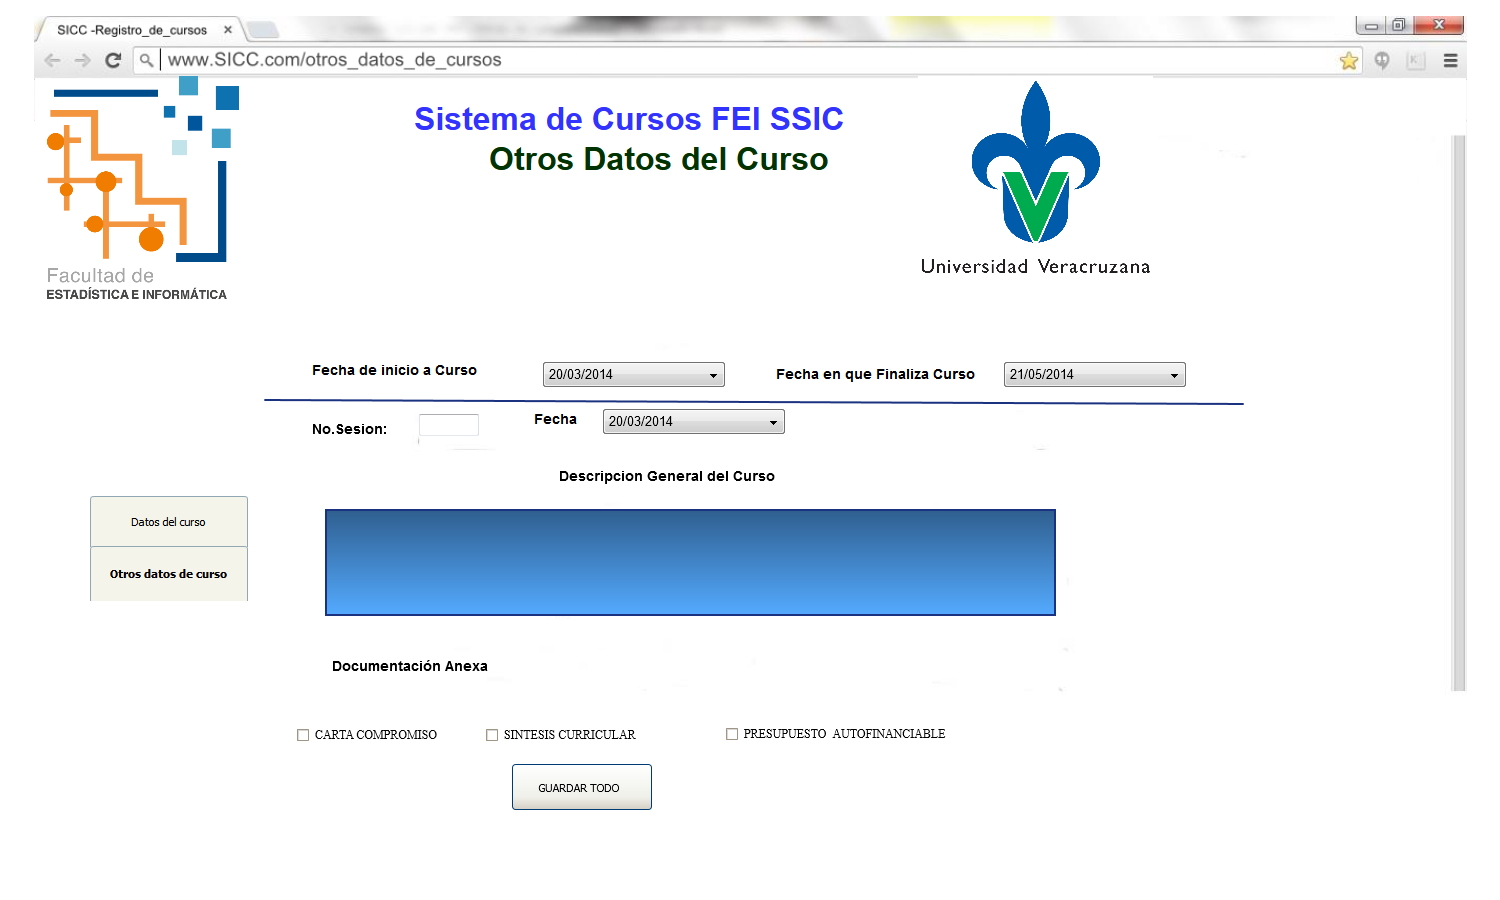 SICC -Registro_de_cursos
www.SICC.com/otros_datos_de_cursos
Sistema de Cursos FEI SSIC
Otros Datos del Curso
Facultad de
ESTADÍSTICA E INFORMÁTICA
Universidad Veracruzana
Fecha de inicio a Curso 20/03/2014 Fecha en que Finaliza Curso 21/05/2014
No.Sesion: Fecha 20/03/2014
Descripcion General del Curso
Datos del curso
Otros datos de curso
Documentación Anexa
CARTA COMPROMISO SINTESIS CURRICULAR PRESUPUESTO AUTOFINANCIABLE
GUARDAR TODO